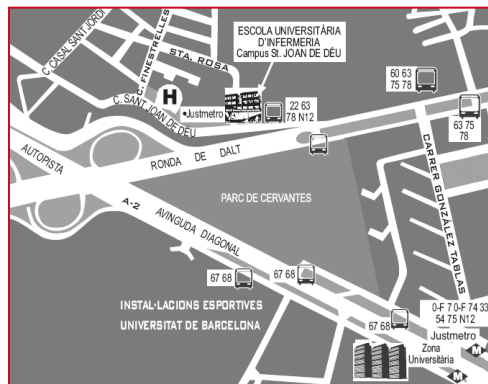 C. CASAL SANT JORDI
C. FINESTRELLES
STA. ROSA
ESCOLA UNIVERSITÀRIA
D'INFERMERIA
Campus St. JOAN DE DÉU
60 63
75 78
H
•Justmetro
C. SANT JOAN DE DÉU
22 63
78 N12
63 75
78
AUTOPISTA
RONDA DE DALT
CARRER GONZÁLEZ TABLAS
PARC DE CERVANTES
A-2 AVINGUDA DIAGONAL
67 68
67 68
INSTAL·LACIONS ESPORTIVES
UNIVERSITAT DE BARCELONA
67 68
0-F 7 0-F 74 33
54 75 N12
Justmetro
Zona
Universitària
M
M